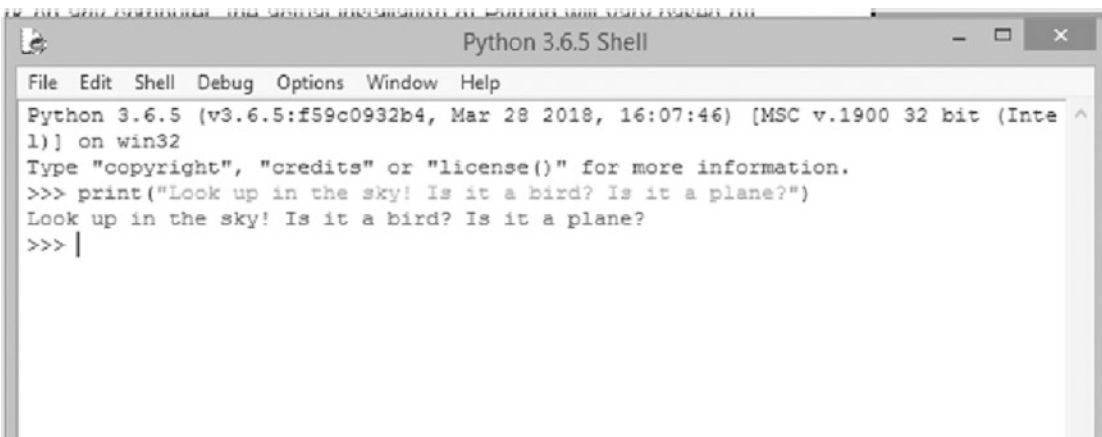 Python 3.6.5 Shell
File Edit Shell Debug Options Window Help
Python 3.6.5 (v3.6.5:f59c0932b4, Mar 28 2018, 16:07:46) [MSC v.1900 32 bit (Inte
l)] on win32
Type "copyright", "credits" or "license()" for more information.
>>> print("Look up in the sky! Is it a bird? Is it a plane?")
Look up in the sky! Is it a bird? Is it a plane?
>>>